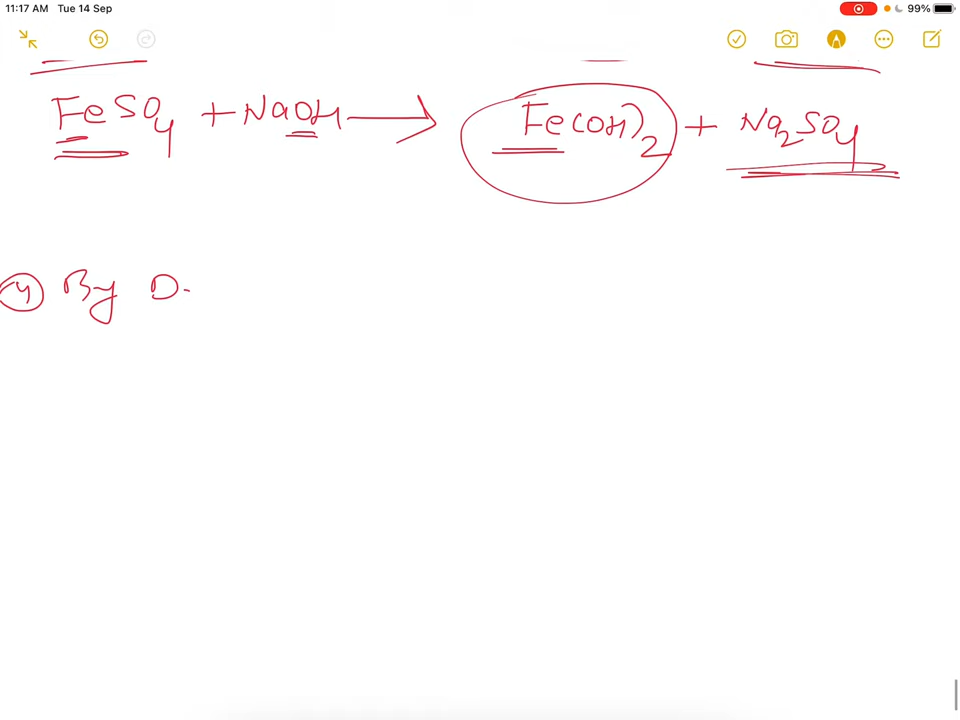 11:17 AM Tue 14 Sep 99%
FeSO4 + NaOH → Fe(OH)2 + Na2SO4
4 By D.